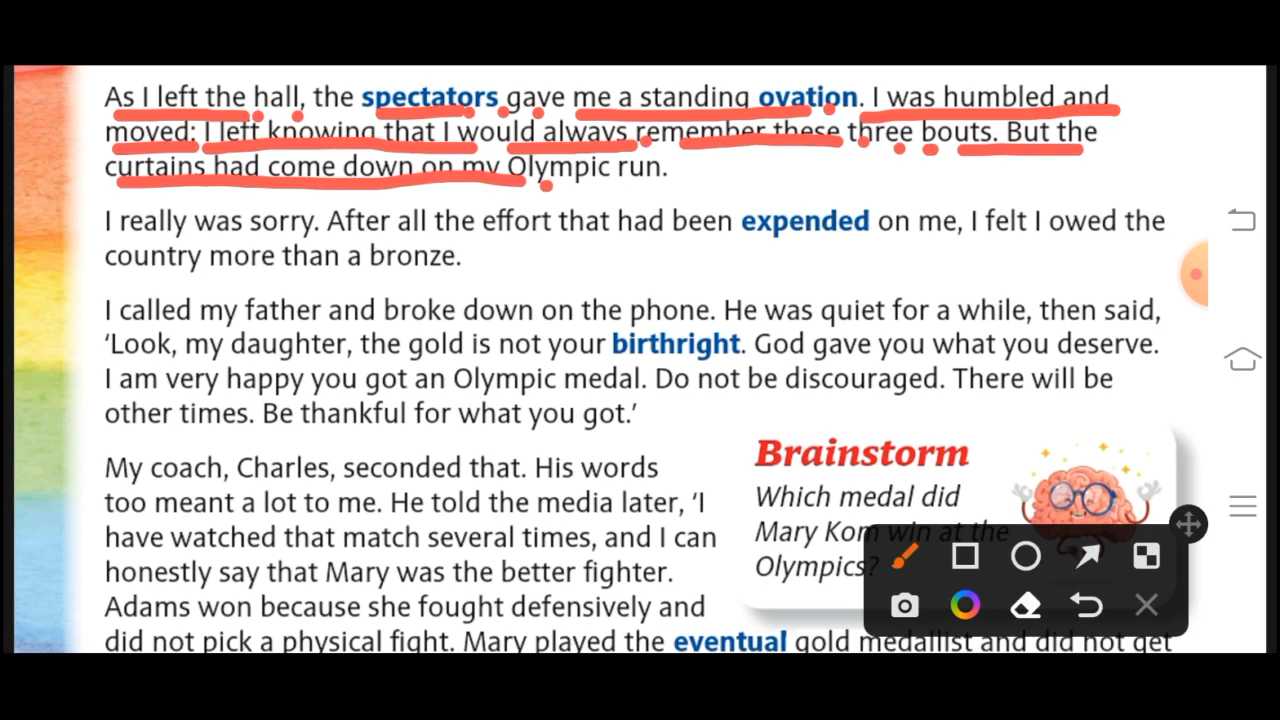 As I left the hall, the spectators gave me a standing ovation. I was humbled and
moved: I left knowing that I would always remember these three bouts. But the
curtains had come down on my Olympic run.
I really was sorry. After all the effort that had been expended on me, I felt I owed the
country more than a bronze.
I called my father and broke down on the phone. He was quiet for a while, then said,
‘Look, my daughter, the gold is not your birthright. God gave you what you deserve.
I am very happy you got an Olympic medal. Do not be discouraged. There will be
other times. Be thankful for what you got.’
My coach, Charles, seconded that. His words
too meant a lot to me. He told the media later, ‘I
have watched that match several times, and I can
honestly say that Mary was the better fighter.
Adams won because she fought defensively and
did not pick a physical fight. Mary played the eventual gold medallist and did not get
Brainstorm
Which medal did
Mary Kom win at the
Olympics?